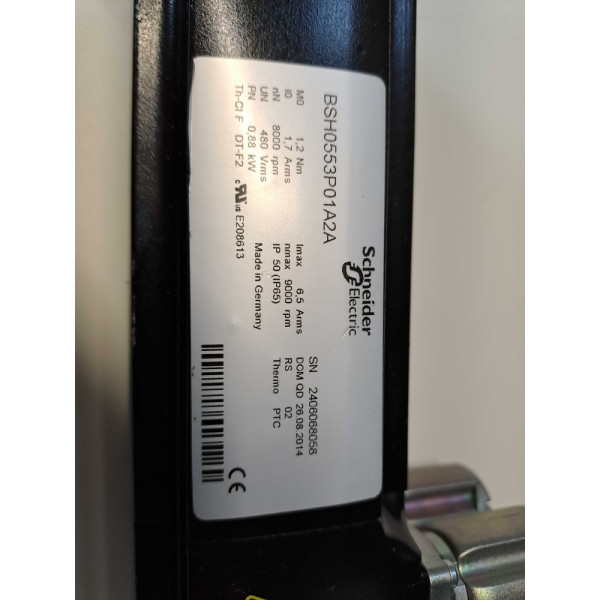 Schneider
Electric
BSH0553P01A2A
SN 2406068058
M0 1,2 Nm
Imax 6,5 Arms
DOM QD 26.08.2014
I0 1,7 Arms
nmax 9000 rpm
RS 02
nN 8000 rpm
IP 50 (IP65)
Thermo PTC
UN 480 Vrms
Made in Germany
PN 0,88 kW
Th-Cl F DT-F2
c UR us E208613
CE